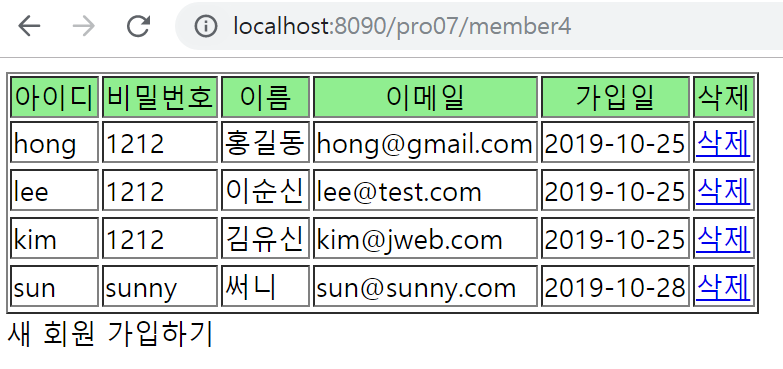 localhost:8090/pro07/member4
아이디 비밀번호 이름 이메일 가입일 삭제
hong 1212 홍길동 hong@gmail.com 2019-10-25 삭제
lee 1212 이순신 lee@test.com 2019-10-25 삭제
kim 1212 김유신 kim@jweb.com 2019-10-25 삭제
sun sunny 써니 sun@sunny.com 2019-10-28 삭제
새 회원 가입하기